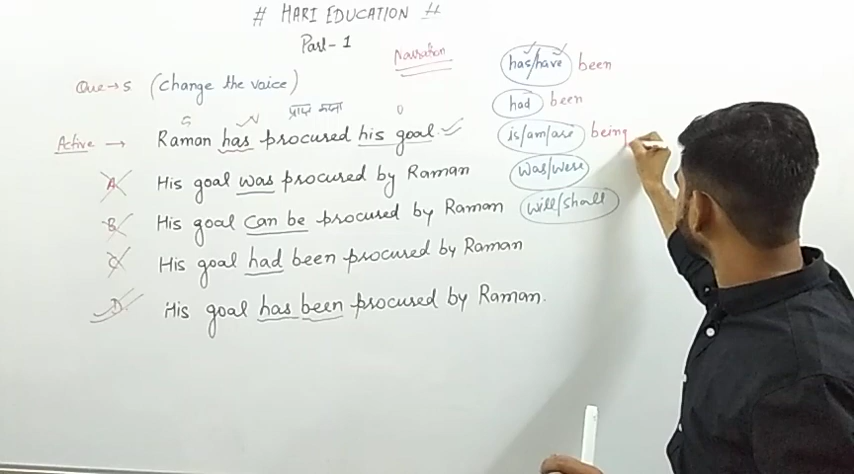 # HARI EDUCATION #
Part-1
Narration
Que→5 (Change the voice)
S V प्राप्त करना O
Active → Raman has procured his goal.
A His goal was procured by Raman
B His goal can be procured by Raman
C His goal had been procured by Raman
D His goal has been procured by Raman.
has/have been
had been
is/am/are being
was/were
will/shall